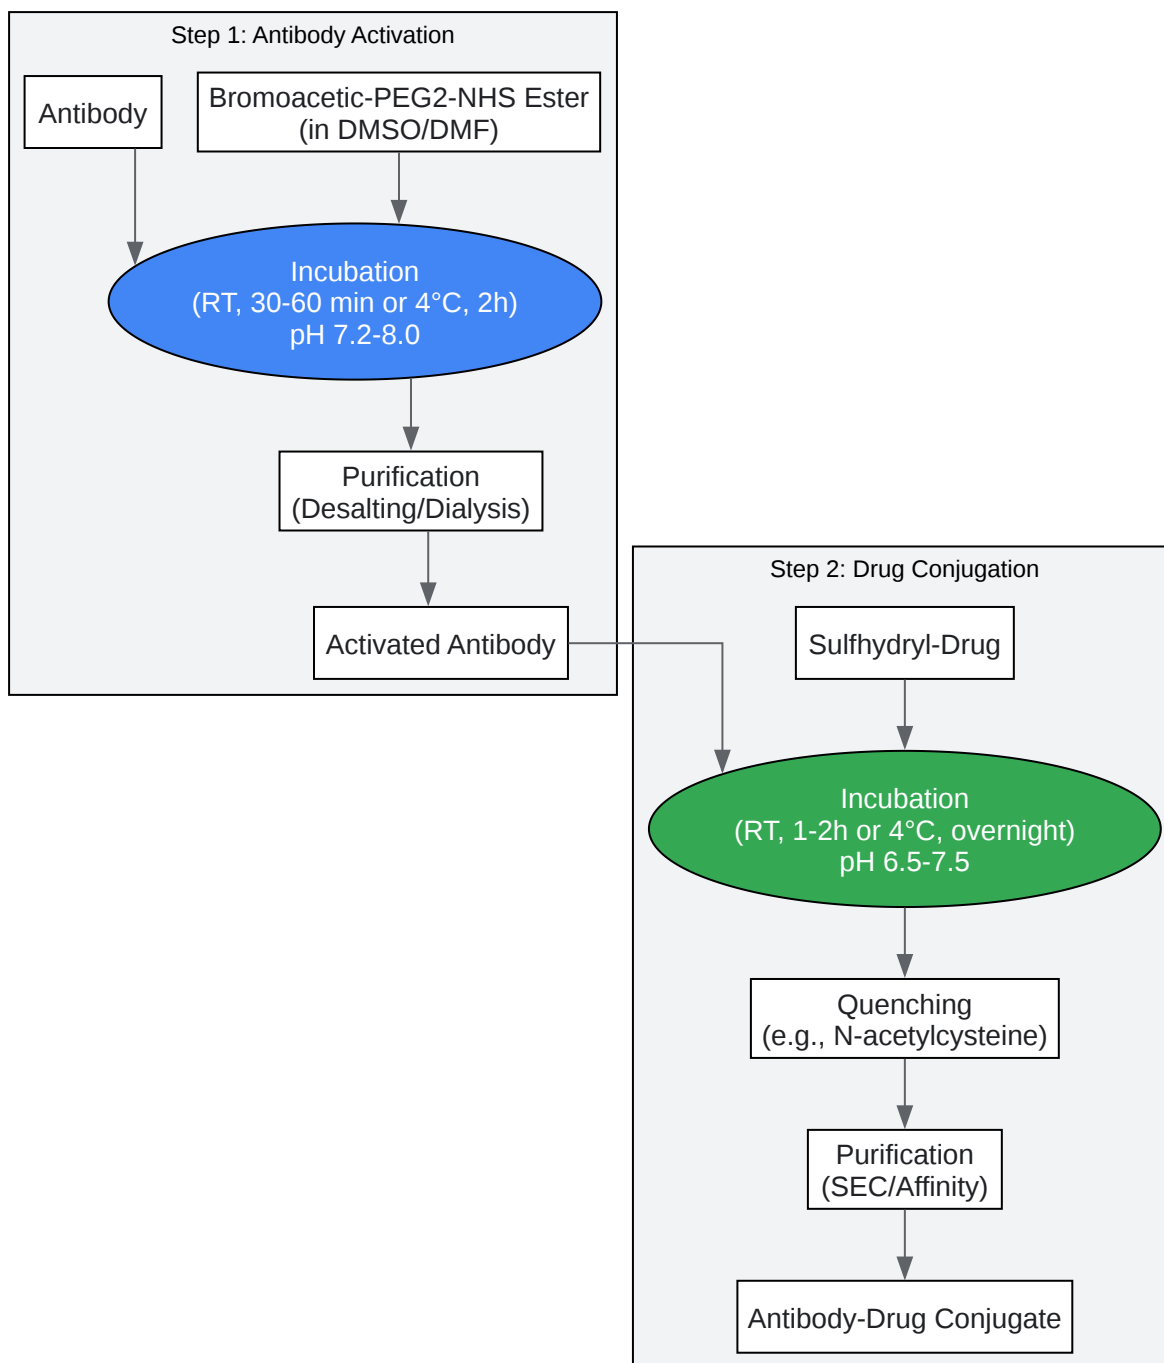 Step 1: Antibody Activation
Antibody
Bromoacetic-PEG2-NHS Ester
(in DMSO/DMF)
Incubation
(RT, 30-60 min or 4°C, 2h)
pH 7.2-8.0
Purification
(Desalting/Dialysis)
Activated Antibody
Step 2: Drug Conjugation
Sulfhydryl-Drug
Incubation
(RT, 1-2h or 4°C, overnight)
pH 6.5-7.5
Quenching
(e.g., N-acetylcysteine)
Purification
(SEC/Affinity)
Antibody-Drug Conjugate